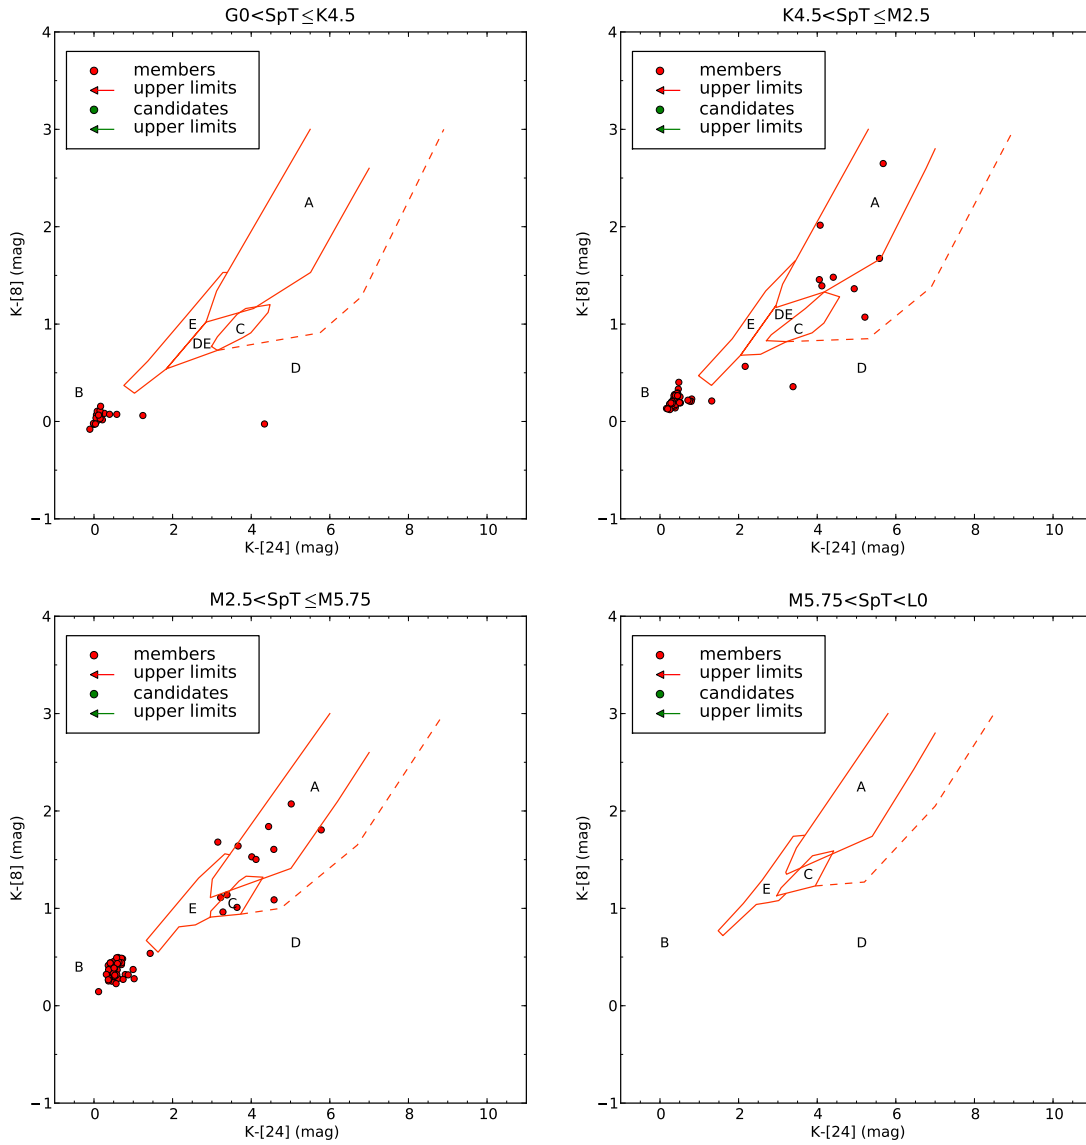 G0<SpT≤K4.5
members
upper limits
candidates
upper limits
A
E
C
DE
D
B
K-[8] (mag)
4
3
2
1
0
−1
0 2 4 6 8 10
K-[24] (mag)
K4.5<SpT≤M2.5
members
upper limits
candidates
upper limits
A
DE
E
C
D
B
K-[8] (mag)
4
3
2
1
0
−1
0 2 4 6 8 10
K-[24] (mag)
M2.5<SpT≤M5.75
members
upper limits
candidates
upper limits
A
E
C
D
B
K-[8] (mag)
4
3
2
1
0
−1
0 2 4 6 8 10
K-[24] (mag)
M5.75<SpT<L0
members
upper limits
candidates
upper limits
A
C
E
B
D
K-[8] (mag)
4
3
2
1
0
−1
0 2 4 6 8 10
K-[24] (mag)